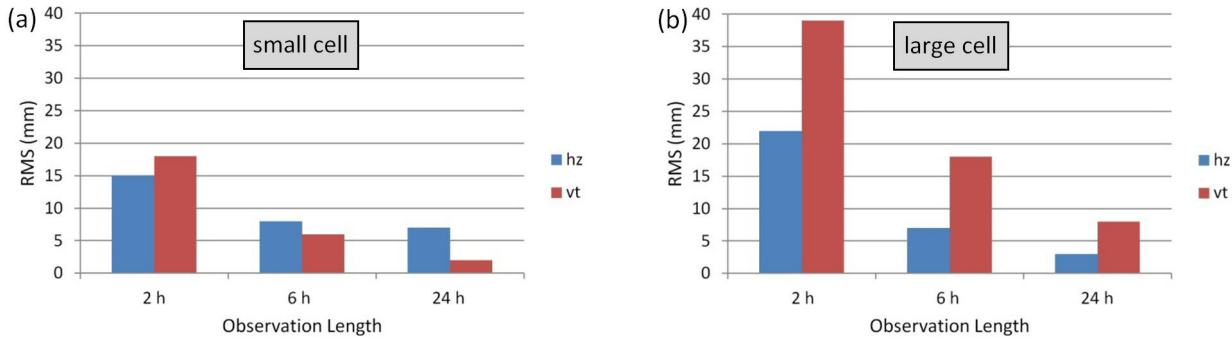 (a)
small cell
40
35
30
25
20
15
10
5
0
RMS (mm)
2 h
6 h
24 h
Observation Length
hz
vt
(b)
large cell
40
35
30
25
20
15
10
5
0
RMS (mm)
2 h
6 h
24 h
Observation Length
hz
vt